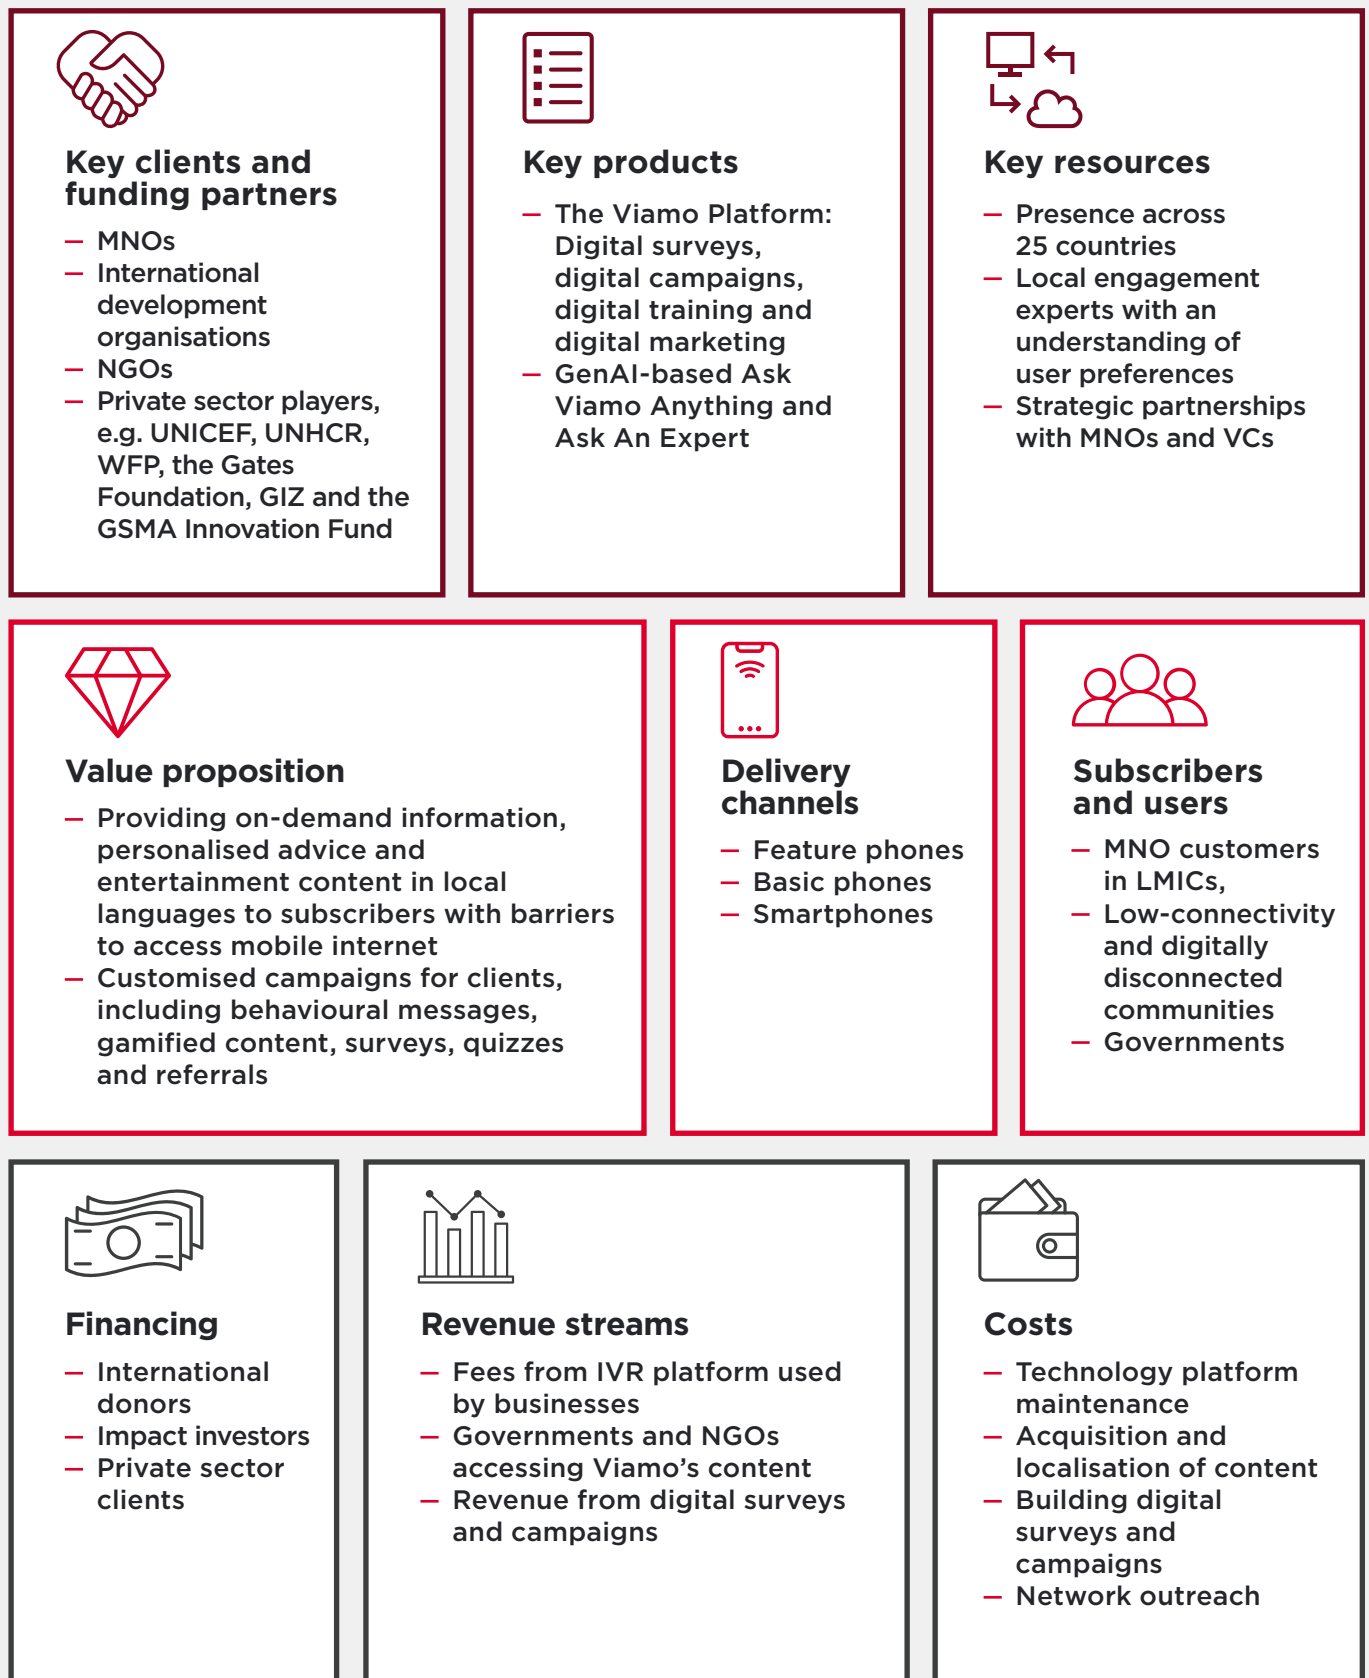 Key clients and
funding partners
— MNOs
— International
development
organisations
— NGOs
— Private sector players,
e.g. UNICEF, UNHCR,
WFP, the Gates
Foundation, GIZ and the
GSMA Innovation Fund
Key products
— The Viamo Platform:
Digital surveys,
digital campaigns,
digital training and
digital marketing
— GenAI-based Ask
Viamo Anything and
Ask An Expert
Key resources
— Presence across
25 countries
— Local engagement
experts with an
understanding of
user preferences
— Strategic partnerships
with MNOs and VCs
Value proposition
— Providing on-demand information,
personalised advice and
entertainment content in local
languages to subscribers with barriers
to access mobile internet
— Customised campaigns for clients,
including behavioural messages,
gamified content, surveys, quizzes
and referrals
Delivery
channels
— Feature phones
— Basic phones
— Smartphones
Subscribers
and users
— MNO customers
in LMICs,
— Low-connectivity
and digitally
disconnected
communities
— Governments
Financing
— International
donors
— Impact investors
— Private sector
clients
Revenue streams
— Fees from IVR platform used
by businesses
— Governments and NGOs
accessing Viamo’s content
— Revenue from digital surveys
and campaigns
Costs
— Technology platform
maintenance
— Acquisition and
localisation of content
— Building digital
surveys and
campaigns
— Network outreach